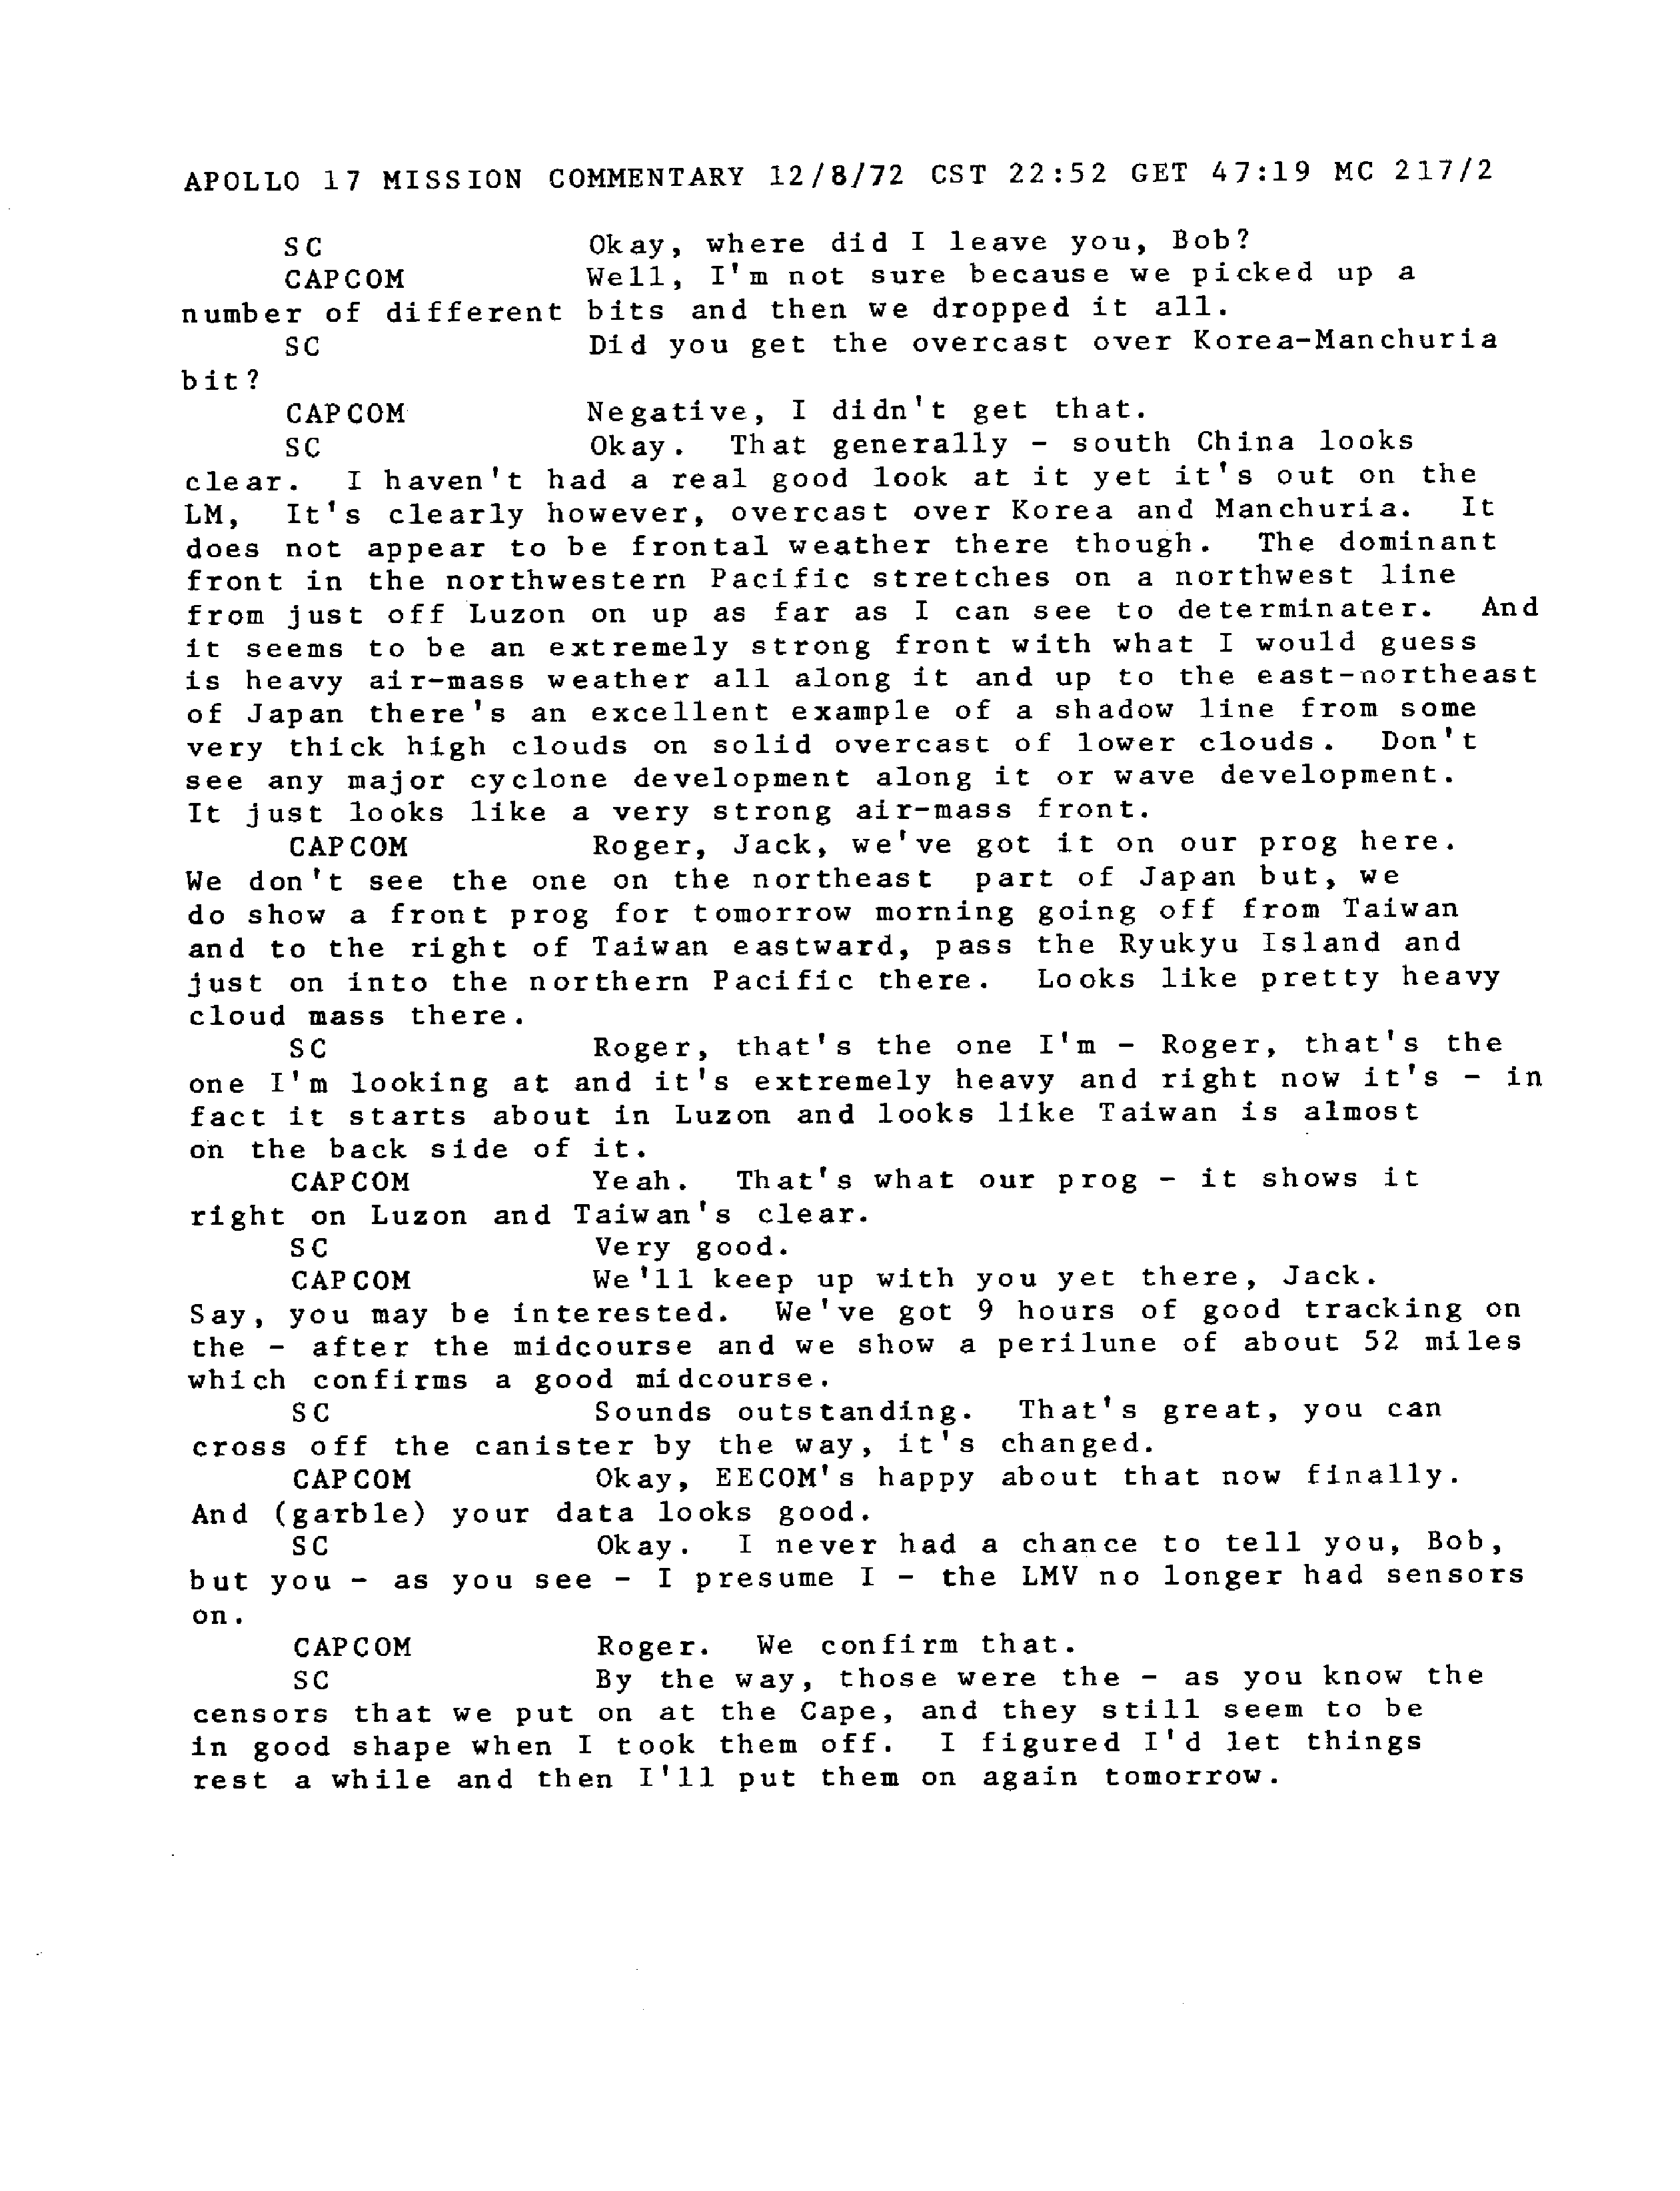 APOLLO 17 MISSION COMMENTARY 12/8/72 CST 22:52 GET 47:19 MC 217/2
SC Okay, where did I leave you, Bob?
CAPCOM Well, I'm not sure because we picked up a
number of different bits and then we dropped it all.
SC Did you get the overcast over Korea-Manchuria
bit?
CAPCOM Negative, I didn't get that.
SC Okay. That generally - south China looks
clear. I haven't had a real good look at it yet it's out on the
LM, It's clearly however, overcast over Korea and Manchuria. It
does not appear to be frontal weather there though. The dominant
front in the northwestern Pacific stretches on a northwest line
from just off Luzon on up as far as I can see to determinater. And
it seems to be an extremely strong front with what I would guess
is heavy air-mass weather all along it and up to the east-northeast
of Japan there's an excellent example of a shadow line from some
very thick high clouds on solid overcast of lower clouds. Don't
see any major cyclone development along it or wave development.
It just looks like a very strong air-mass front.
CAPCOM Roger, Jack, we've got it on our prog here.
We don't see the one on the northeast part of Japan but, we
do show a front prog for tomorrow morning going off from Taiwan
and to the right of Taiwan eastward, pass the Ryukyu Island and
just on into the northern Pacific there. Looks like pretty heavy
cloud mass there.
SC Roger, that's the one I'm - Roger, that's the
one I'm looking at and it's extremely heavy and right now it's - in
fact it starts about in Luzon and looks like Taiwan is almost
on the back side of it.
CAPCOM Yeah. That's what our prog - it shows it
right on Luzon and Taiwan's clear.
SC Very good.
CAPCOM We'll keep up with you yet there, Jack.
Say, you may be interested. We've got 9 hours of good tracking on
the - after the midcourse and we show a perilune of about 52 miles
which confirms a good midcourse.
SC Sounds outstanding. That's great, you can
cross off the canister by the way, it's changed.
CAPCOM Okay, EECOM's happy about that now finally.
And (garble) your data looks good.
SC Okay. I never had a chance to tell you, Bob,
but you - as you see - I presume I - the LMV no longer had sensors
on.
CAPCOM Roger. We confirm that.
SC By the way, those were the - as you know the
censors that we put on at the Cape, and they still seem to be
in good shape when I took them off. I figured I'd let things
rest a while and then I'll put them on again tomorrow.